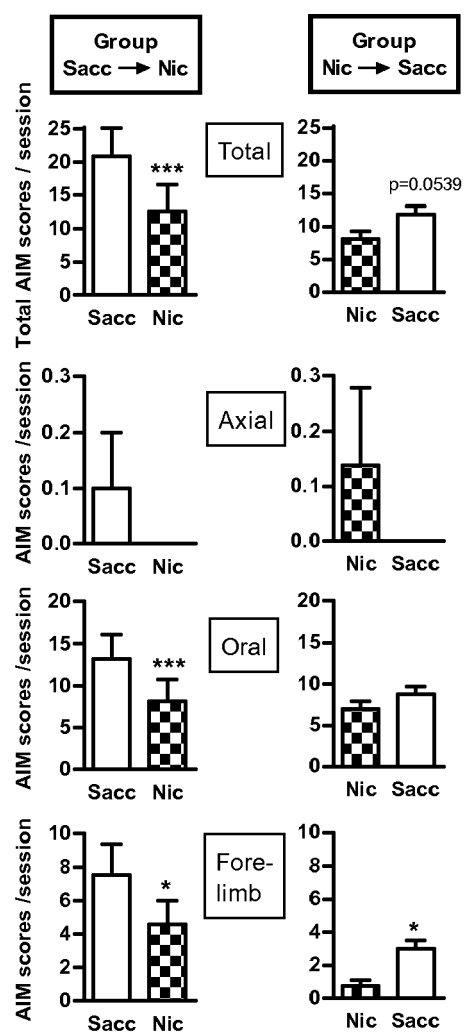 Group
Sacc → Nic
Group
Nic → Sacc
Total AIM scores / session
25
20
15
10
5
0
***
Sacc Nic
Total
25
20
15
10
5
0
p=0.0539
Nic Sacc
AIM scores /session
0.3
0.2
0.1
0.0
Sacc Nic
Axial
0.3
0.2
0.1
0.0
Nic Sacc
AIM scores /session
20
15
10
5
0
***
Sacc Nic
Oral
20
15
10
5
0
Nic Sacc
AIM scores /session
10
8
6
4
2
0
*
Sacc Nic
Fore-
limb
10
8
6
4
2
0
*
Nic Sacc